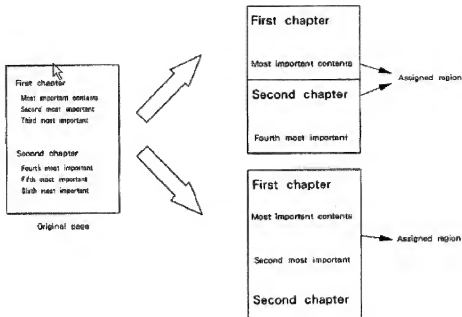 First chapter
Most important contents
Second most important
Third most important
Second chapter
Fourth most important
Fifth most important
Sixth most important
Original page
First chapter
Most important contents
Second chapter
Fourth most important
Assigned region
First chapter
Most important contents
Second most important
Second chapter
Assigned region